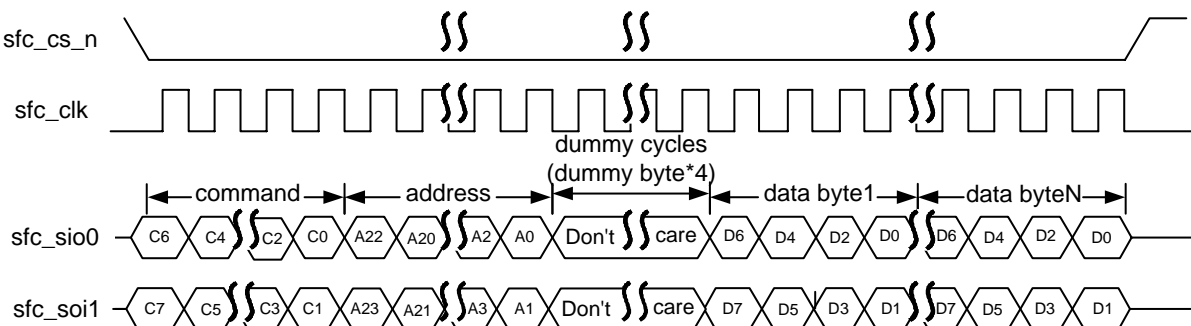 sfc_cs_n
sfc_clk
dummy cycles
(dummy byte*4)
command address data byte1 data byteN
sfc_sio0 C6 C4 C2 C0 A22 A20 A2 A0 Don't care D6 D4 D2 D0 D6 D4 D2 D0
sfc_soi1 C7 C5 C3 C1 A23 A21 A3 A1 Don't care D7 D5 D3 D1 D7 D5 D3 D1